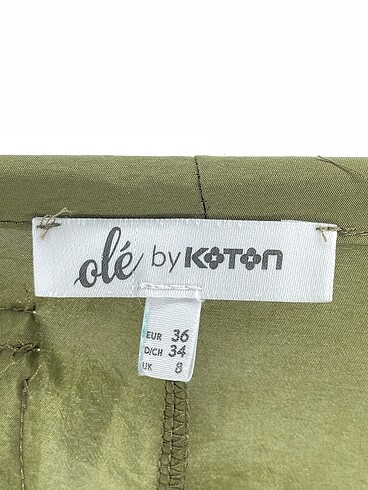 olé by KOTON
EUR 36
D/CH 34
UK 8